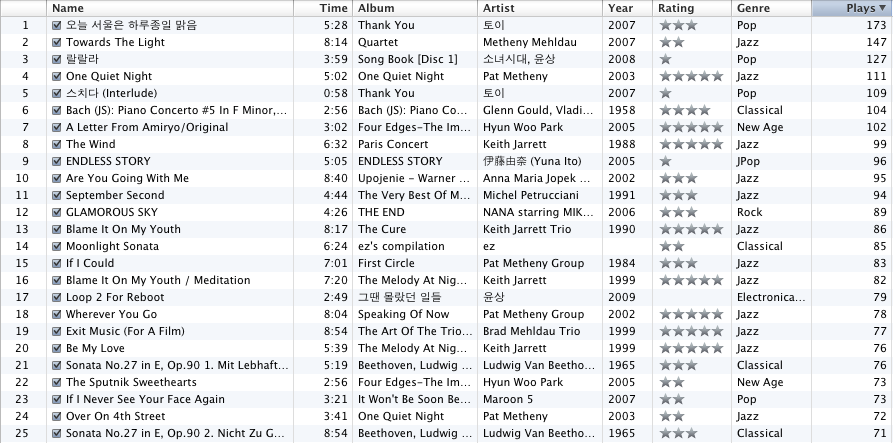 Name Time Album Artist Year Rating Genre Plays
1 오늘 서울은 하루종일 맑음 5:28 Thank You 토이 2007 Pop 173
2 Towards The Light 8:14 Quartet Metheny Mehldau 2007 Jazz 147
3 랄랄라 3:59 Song Book [Disc 1] 소녀시대, 윤상 2008 Pop 127
4 One Quiet Night 5:02 One Quiet Night Pat Metheny 2003 Jazz 111
5 스치다 (Interlude) 0:58 Thank You 토이 2007 Pop 109
6 Bach (JS): Piano Concerto #5 In F Minor,... 2:56 Bach (JS): Piano Co... Glenn Gould, Vladi... 1958 Classical 104
7 A Letter From Amiryo/Original 3:02 Four Edges-The Im... Hyun Woo Park 2005 New Age 102
8 The Wind 6:32 Paris Concert Keith Jarrett 1988 Jazz 99
9 ENDLESS STORY 5:05 ENDLESS STORY 伊藤由奈 (Yuna Ito) 2005 JPop 96
10 Are You Going With Me 8:40 Upojenie - Warner ... Anna Maria Jopek ... 2002 Jazz 95
11 September Second 4:44 The Very Best Of M... Michel Petrucciani 1991 Jazz 94
12 GLAMOROUS SKY 4:26 THE END NANA starring MIK... 2006 Rock 89
13 Blame It On My Youth 8:17 The Cure Keith Jarrett Trio 1990 Jazz 86
14 Moonlight Sonata 6:24 ez's compilation ez Classical 85
15 If I Could 7:01 First Circle Pat Metheny Group 1984 Jazz 83
16 Blame It On My Youth / Meditation 7:20 The Melody At Nig... Keith Jarrett 1999 Jazz 82
17 Loop 2 For Reboot 2:49 그땐 몰랐던 일들 윤상 2009 Electronica... 79
18 Wherever You Go 8:04 Speaking Of Now Pat Metheny Group 2002 Jazz 78
19 Exit Music (For A Film) 8:54 The Art Of The Trio... Brad Mehldau Trio 1999 Jazz 77
20 Be My Love 5:39 The Melody At Nig... Keith Jarrett 1999 Jazz 76
21 Sonata No.27 in E, Op.90 1. Mit Lebhaft... 5:19 Beethoven, Ludwig ... Ludwig Van Beetho... 1965 Classical 76
22 The Sputnik Sweethearts 2:56 Four Edges-The Im... Hyun Woo Park 2005 New Age 73
23 If I Never See Your Face Again 3:21 It Won't Be Soon Be... Maroon 5 2007 Pop 73
24 Over On 4th Street 3:41 One Quiet Night Pat Metheny 2003 Jazz 72
25 Sonata No.27 in E, Op.90 2. Nicht Zu G... 8:54 Beethoven, Ludwig ... Ludwig Van Beetho... 1965 Classical 71